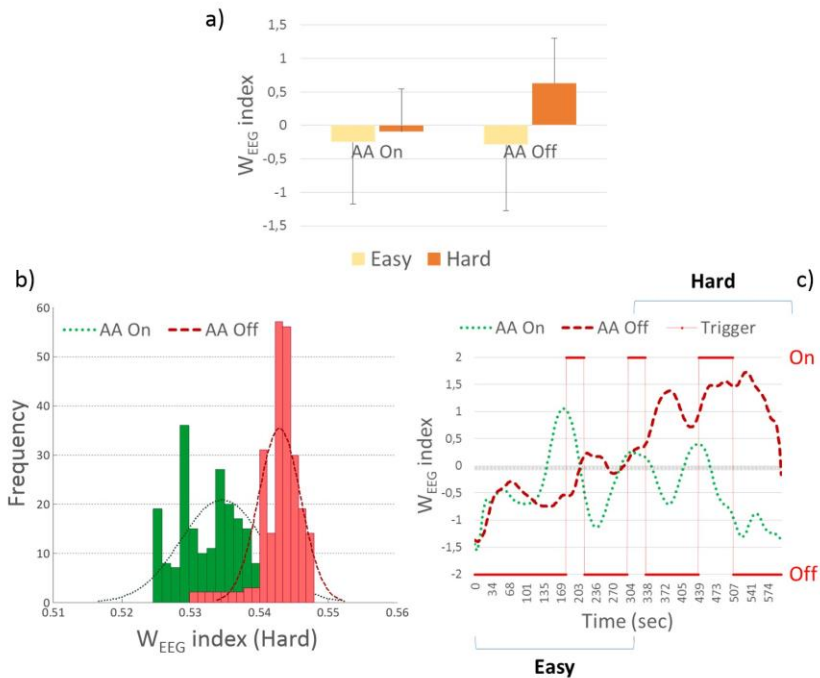 a)
W_EEG index
1,5
1
0,5
0
-0,5
-1
-1,5
AA On
AA Off
Easy Hard
b)
AA On AA Off
Frequency
60
50
40
30
20
10
0
0.51 0.52 0.53 0.54 0.55 0.56
W_EEG index (Hard)
Hard
c)
AA On AA Off Trigger
W_EEG index
2
1,5
1
0,5
0
-0,5
-1
-1,5
-2
On
Off
0 34 68 101 135 169 203 236 270 304 338 372 405 439 473 507 541 574
Time (sec)
Easy